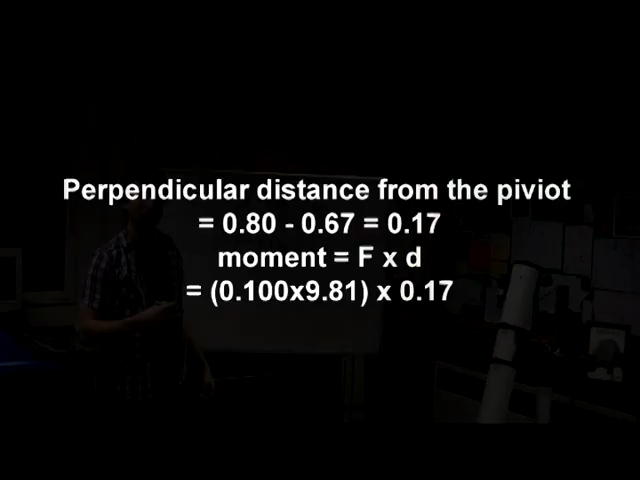 Perpendicular distance from the piviot
= 0.80 - 0.67 = 0.17
moment = F x d
= (0.100x9.81) x 0.17